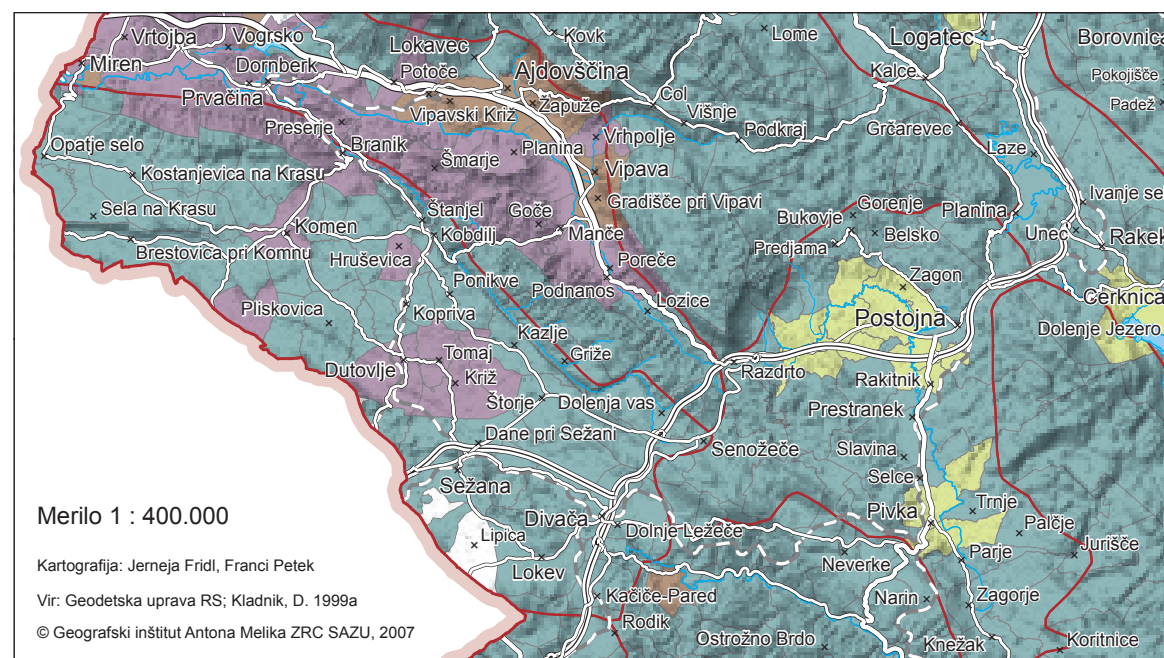 Vrtojba
Vogrsko
Lokavec
Kovk
Lome
Logatec
Borovnica
Miren
Dornberk
Potoče
Ajdovščina
Kalce
Pokojišče
Prvačina
Vipavski Križ
Žapuže
Col
Višnje
Padež
Preserje
Vrhpolje
Podkraj
Grčarevec
Opatje selo
Branik
Planina
Laze
Kostanjevica na Krasu
Šmarje
Vipava
Ivanje se
Sela na Krasu
Štanjel
Goče
Gradišče pri Vipavi
Gorenje
Planina
Bukovje
Komen
Kobdilj
Manče
Belsko
Unec
Rakek
Brestovica pri Komnu
Predjama
Hruševica
Ponikve
Poreče
Zagon
Pliskovica
Kopriva
Podnanos
Lozice
Cerknica
Kazlje
Postojna
Dolenje Jezero
Dutovlje
Tomaj
Griže
Razdrto
Križ
Rakitnik
Štorje
Dolenja vas
Prestranek
Dane pri Sežani
Senožeče
Slavina
Sežana
Selce
Merilo 1 : 400.000
Divača
Pivka
Trnje
Lipica
Dolnje Ležeče
Palčje
Kartografija: Jerneja Fridl, Franci Petek
Lokev
Neverke
Parje
Jurišče
Vir: Geodetska uprava RS; Kladnik, D. 1999a
Kačiče-Pared
Narin
Zagorje
© Geografski inštitut Antona Melika ZRC SAZU, 2007
Rodik
Ostrožno Brdo
Knežak
Koritnice